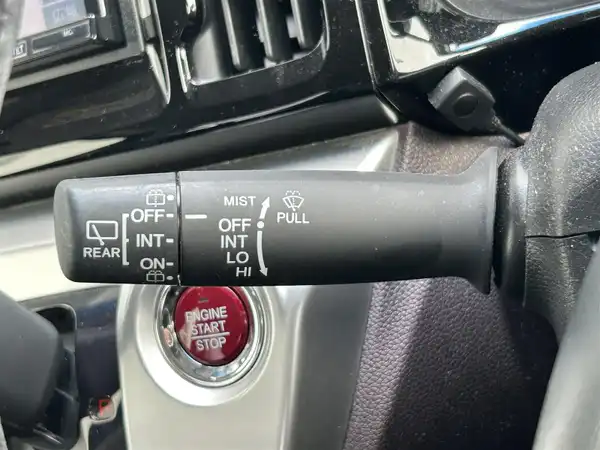 MIST
OFF
INT
LO
HI
PULL
OFF
INT
ON
REAR
ENGINE
START
STOP